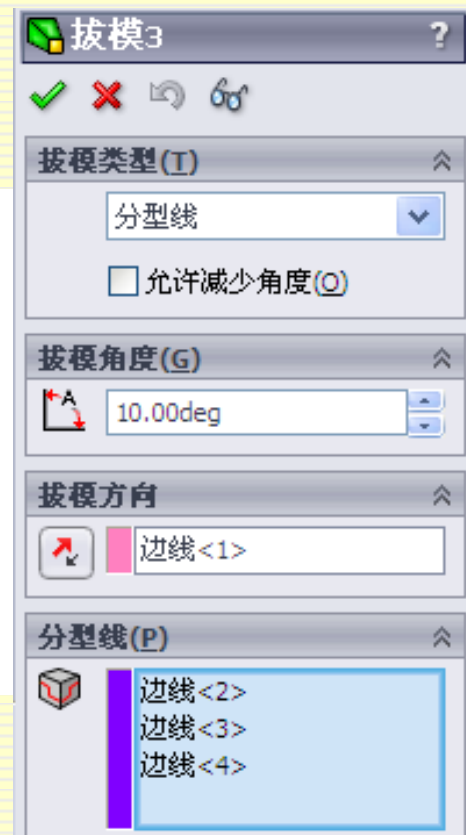 拔模3 ?
拔模类型(T)
分型线
允许减少角度(O)
拔模角度(G)
A
10.00deg
拔模方向
边线<1>
分型线(P)
边线<2>
边线<3>
边线<4>